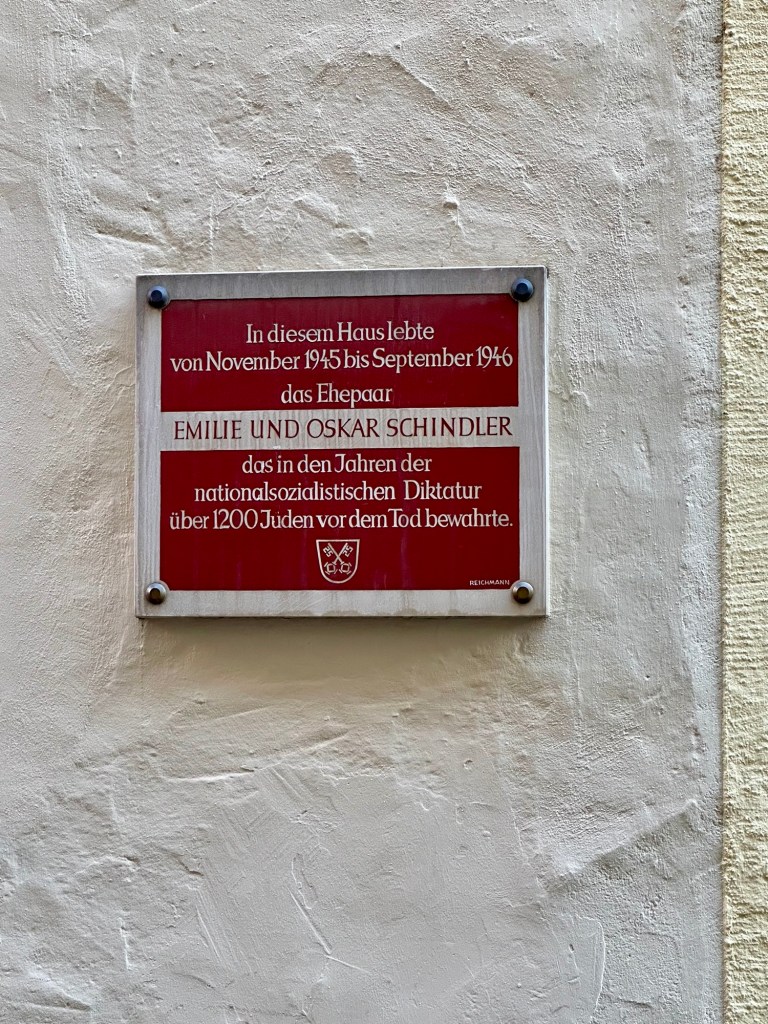 In diesem Haus lebte
von November 1945 bis September 1946
das Ehepaar
EMILIE UND OSKAR SCHINDLER
das in den Jahren der
nationalsozialistischen Diktatur
über 1200 Juden vor dem Tod bewahrte.
REICHMANN